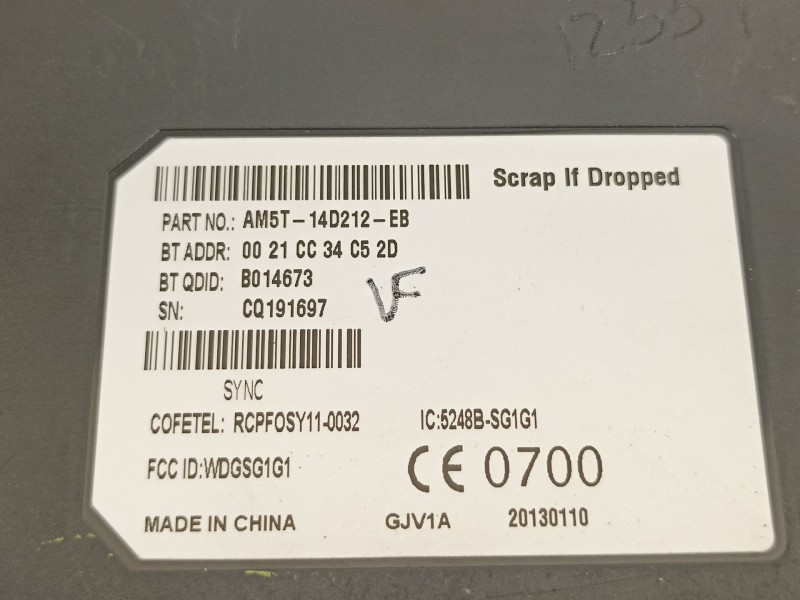 Scrap If Dropped
PART NO.: AM5T-14D212-EB
BT ADDR: 00 21 CC 34 C5 2D
BT QDID: B014673
SN: CQ191697
VF
SYNC
COFETEL: RCPFOSY11-0032 IC:5248B-SG1G1
FCC ID:WDGSG1G1 CE 0700
MADE IN CHINA GJV1A 20130110